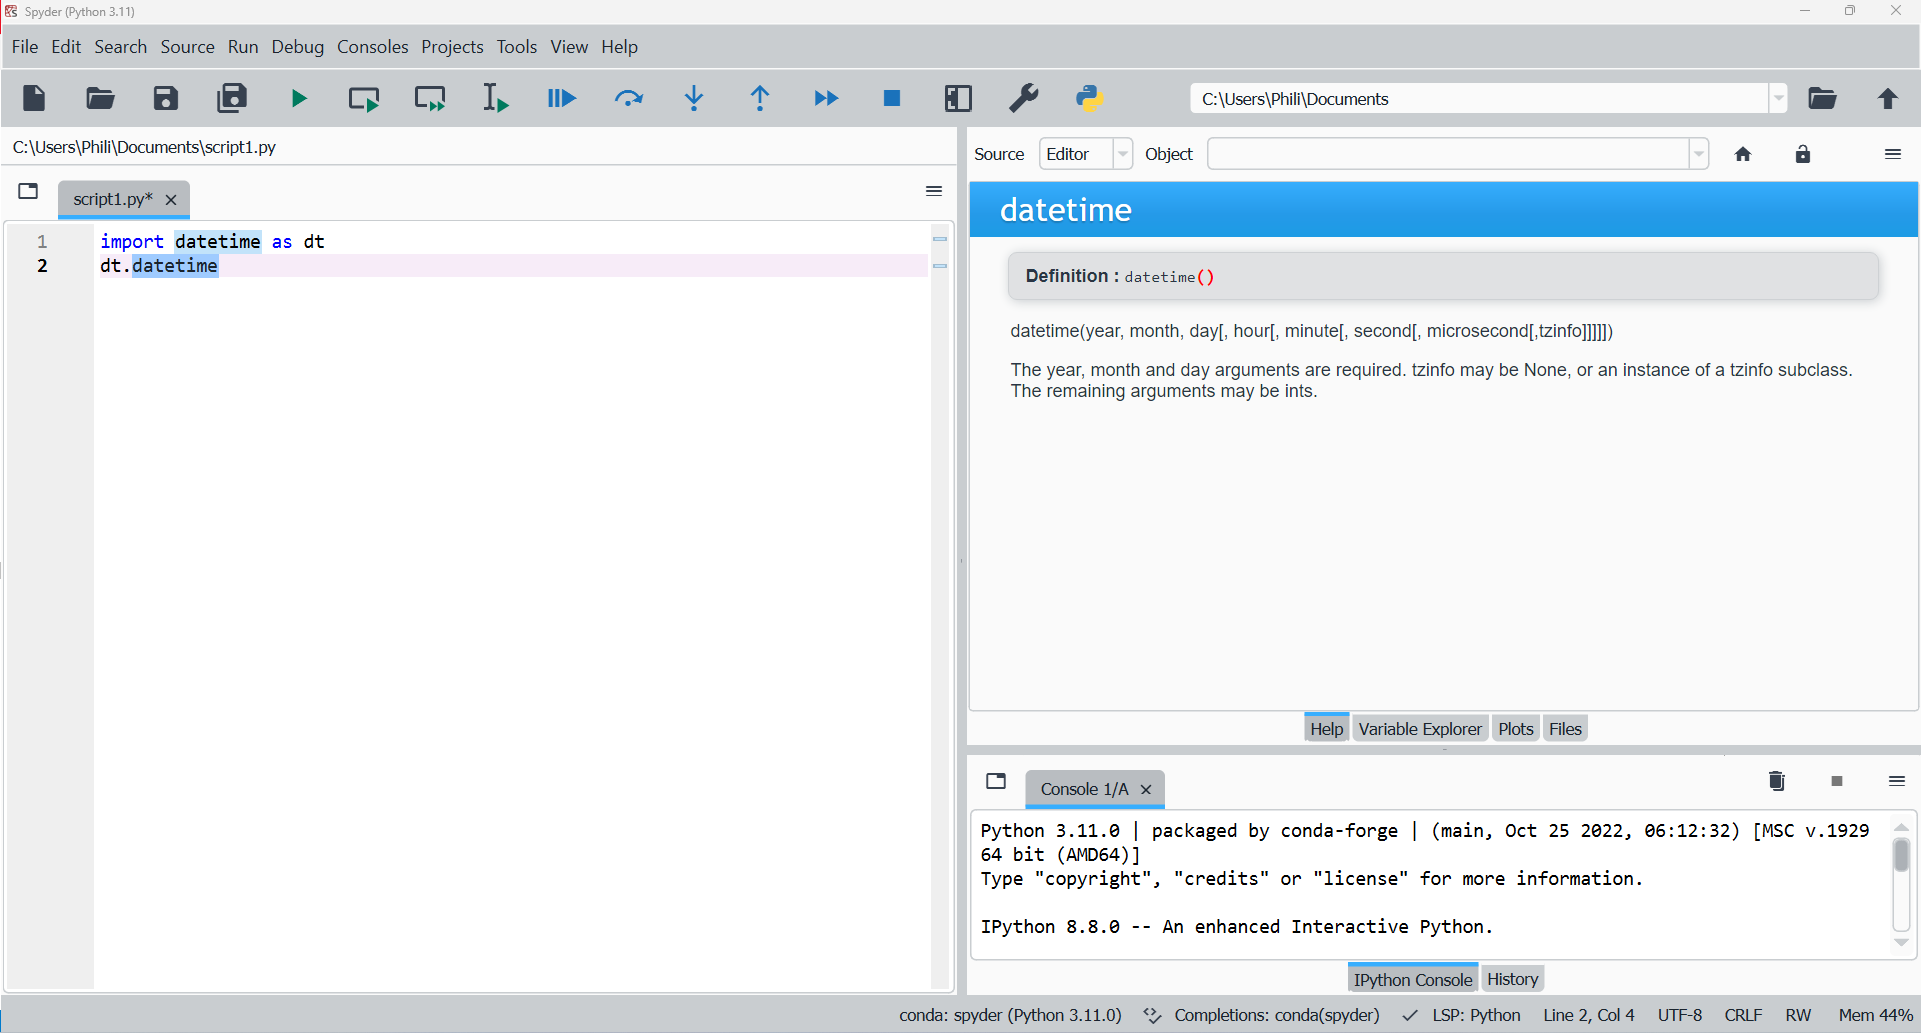 Spyder (Python 3.11)
File Edit Search Source Run Debug Consoles Projects Tools View Help
C:\Users\Phili\Documents
C:\Users\Phili\Documents\script1.py
script1.py*
1 import datetime as dt
2 dt.datetime
Source Editor Object
datetime
Definition : datetime()
datetime(year, month, day[, hour[, minute[, second[, microsecond[,tzinfo]]]]])
The year, month and day arguments are required. tzinfo may be None, or an instance of a tzinfo subclass.
The remaining arguments may be ints.
Help Variable Explorer Plots Files
Console 1/A
Python 3.11.0 | packaged by conda-forge | (main, Oct 25 2022, 06:12:32) [MSC v.1929
64 bit (AMD64)]
Type "copyright", "credits" or "license" for more information.
IPython 8.8.0 -- An enhanced Interactive Python.
IPython Console History
conda: spyder (Python 3.11.0) Completions: conda(spyder) LSP: Python Line 2, Col 4 UTF-8 CRLF RW Mem 44%